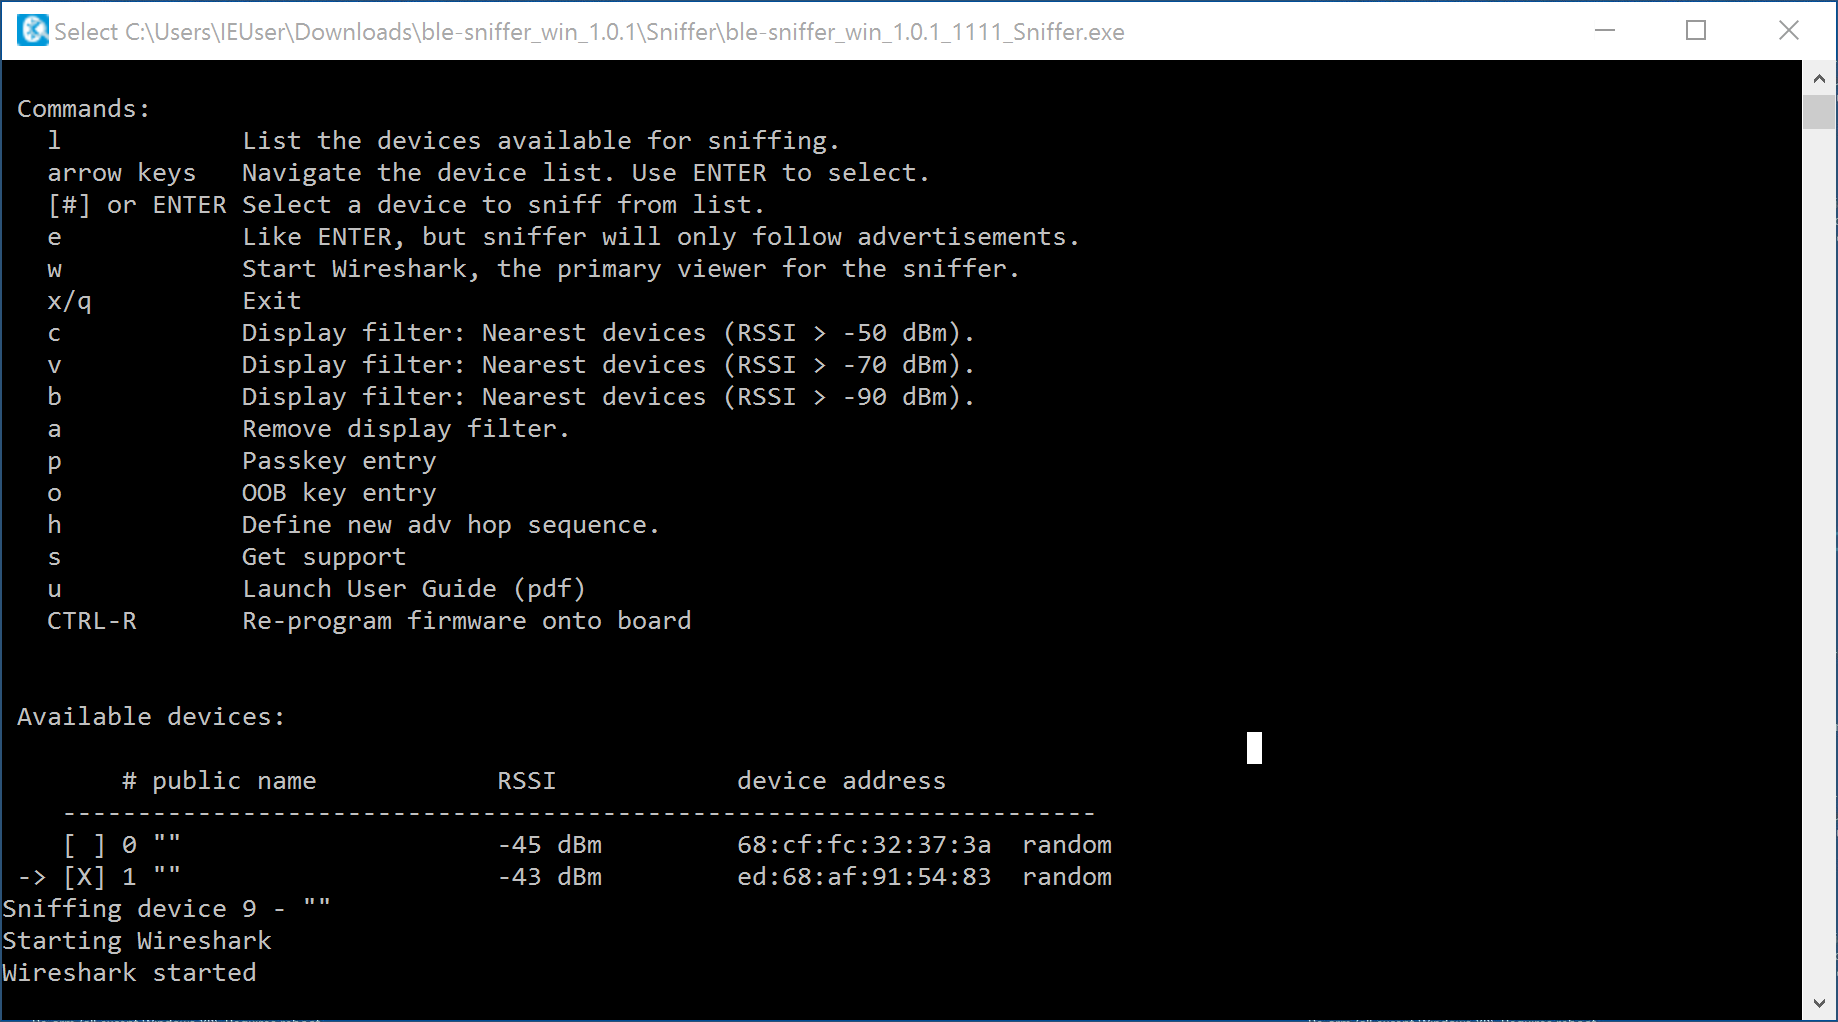 Select C:\Users\IEUser\Downloads\ble-sniffer_win_1.0.1\Sniffer\ble-sniffer_win_1.0.1_1111_Sniffer.exe
Commands:
l List the devices available for sniffing.
arrow keys Navigate the device list. Use ENTER to select.
[#] or ENTER Select a device to sniff from list.
e Like ENTER, but sniffer will only follow advertisements.
w Start Wireshark, the primary viewer for the sniffer.
x/q Exit
c Display filter: Nearest devices (RSSI > -50 dBm).
v Display filter: Nearest devices (RSSI > -70 dBm).
b Display filter: Nearest devices (RSSI > -90 dBm).
a Remove display filter.
p Passkey entry
o OOB key entry
h Define new adv hop sequence.
s Get support
u Launch User Guide (pdf)
CTRL-R Re-program firmware onto board
Available devices:
# public name RSSI device address
---------------------------------------------------------------------
[ ] 0 "" -45 dBm 68:cf:fc:32:37:3a random
-> [X] 1 "" -43 dBm ed:68:af:91:54:83 random
Sniffing device 9 - ""
Starting Wireshark
Wireshark started